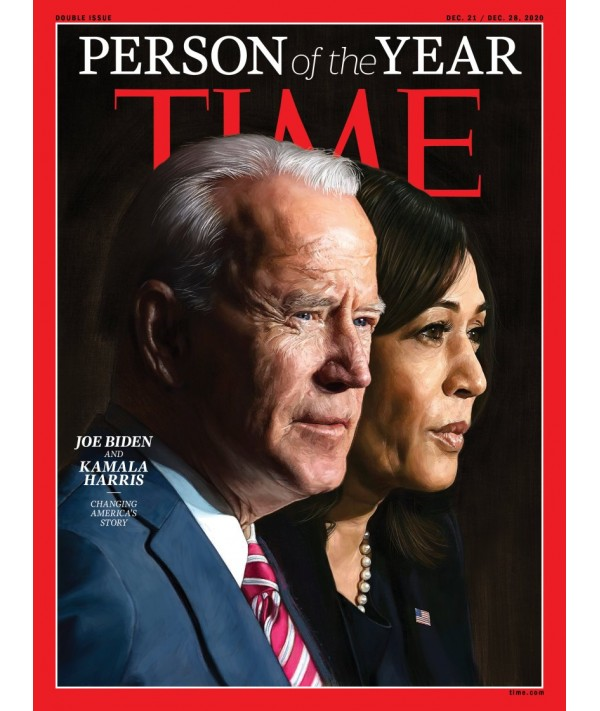 DOUBLE ISSUE
DEC. 21 / DEC. 28, 2020
PERSON of the YEAR
TIME
JOE BIDEN
AND
KAMALA
HARRIS
CHANGING
AMERICA'S
STORY
time.com